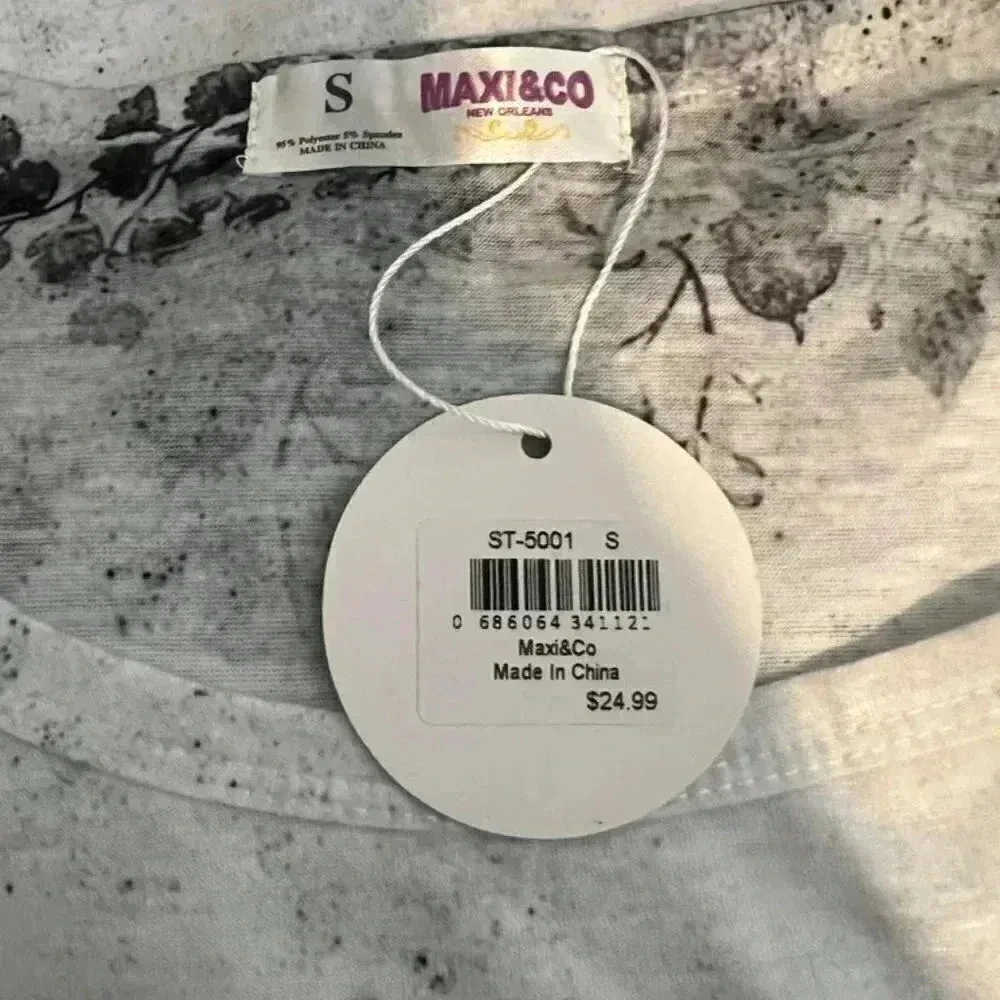 S
95% Polyester 5% Spandex
MADE IN CHINA
MAXI&CO
NEW ORLEANS
ST-5001 S
0 686064 341121
Maxi&Co
Made In China
$24.99